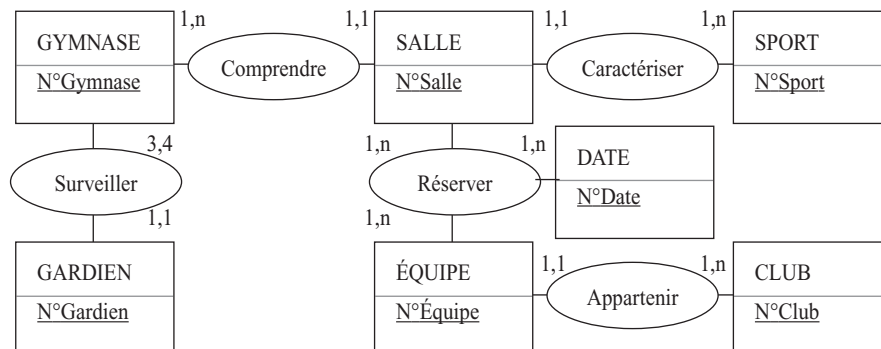 1,n
1,1
1,1
1,n
GYMNASE
SALLE
SPORT
Comprendre
Caractériser
N°Gymnase
N°Salle
N°Sport
3,4
1,n
1,n
DATE
Surveiller
Réserver
N°Date
1,1
1,n
GARDIEN
ÉQUIPE
1,1
1,n
CLUB
Appartenir
N°Gardien
N°Équipe
N°Club